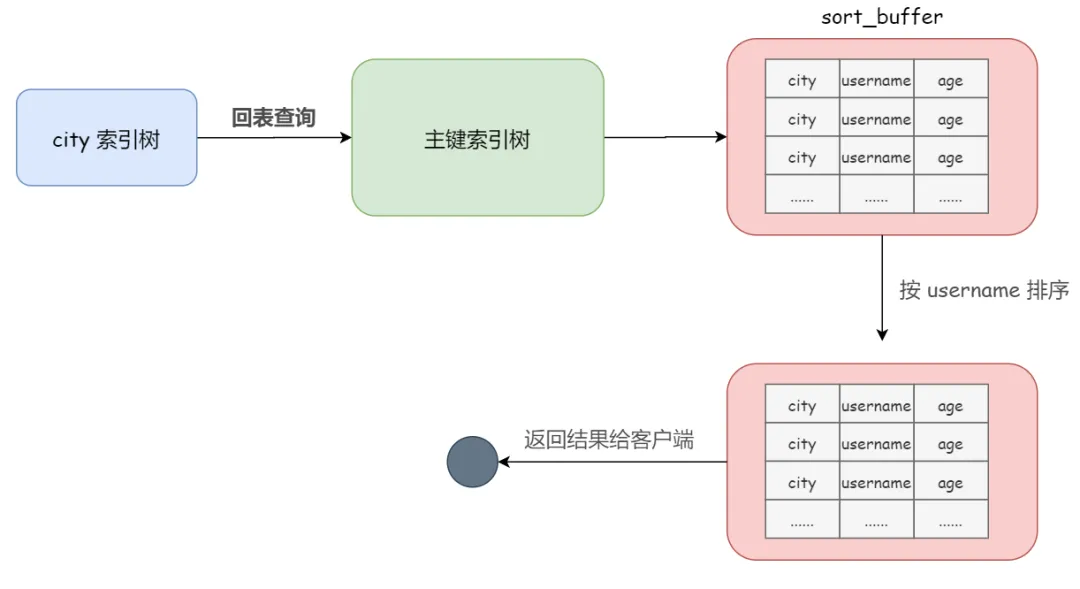 sort_buffer
city 索引树
回表查询
主键索引树
city username age
city username age
city username age
...... ...... ......
按 username 排序
city username age
city username age
city username age
...... ...... ......
返回结果给客户端